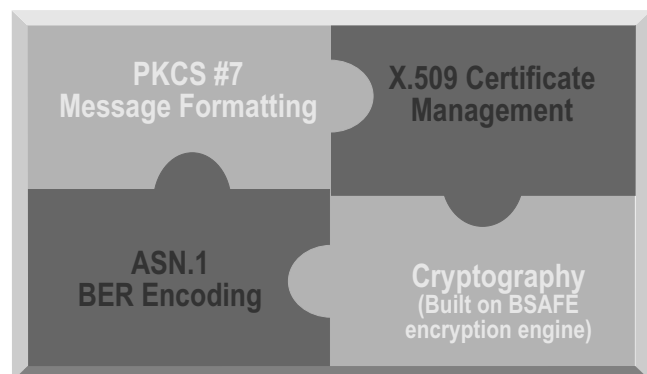 PKCS #7
Message Formatting
X.509 Certificate
Management
ASN.1
BER Encoding
Cryptography
(Built on BSAFE
encryption engine)